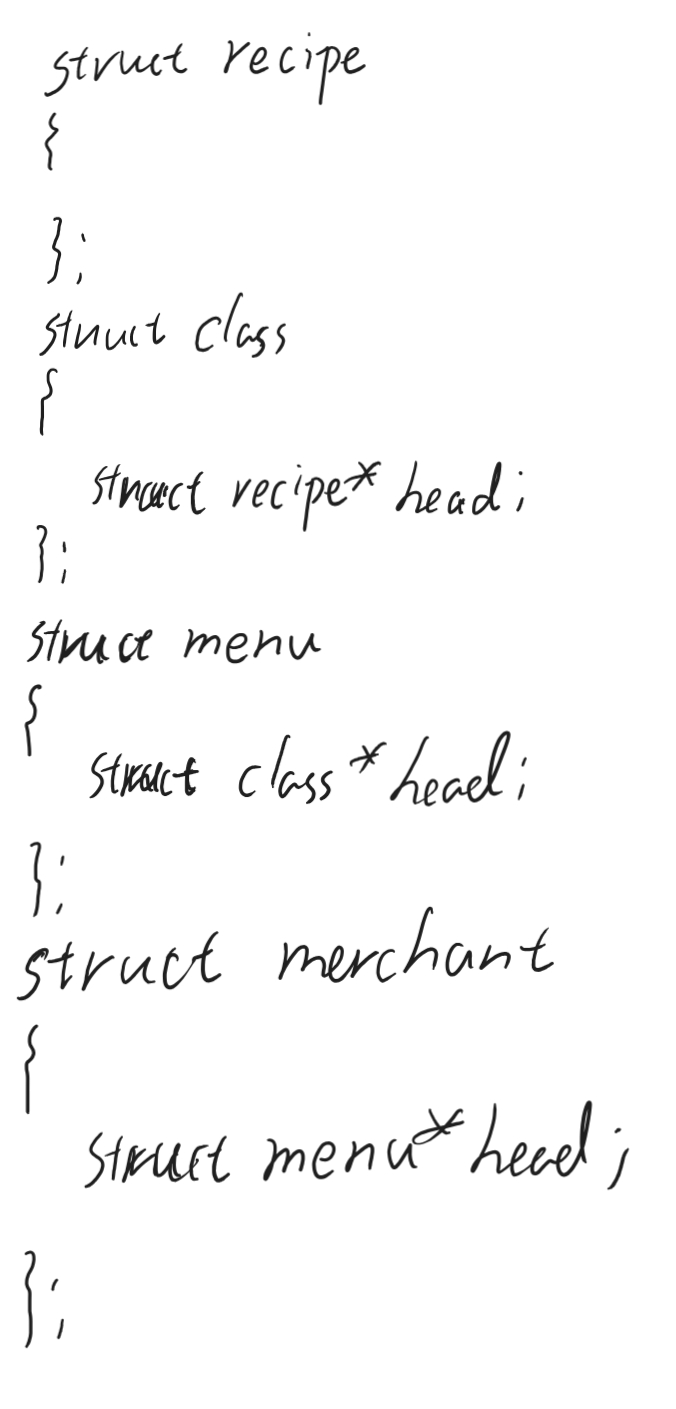 struct recipe
{
};
struct class
{
struct recipe* head;
};
struct menu
{
struct class* head;
};
struct merchant
{
struct menu* head;
};